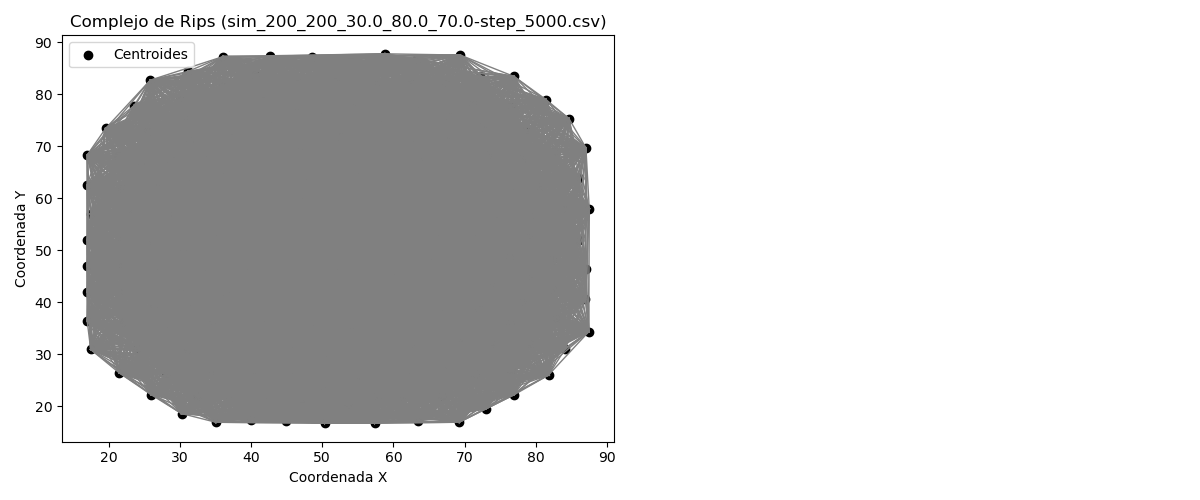 Complejo de Rips (sim_200_200_30.0_80.0_70.0-step_5000.csv)
Centroides
90
80
70
60
50
40
30
20
Coordenada Y
20 30 40 50 60 70 80 90
Coordenada X